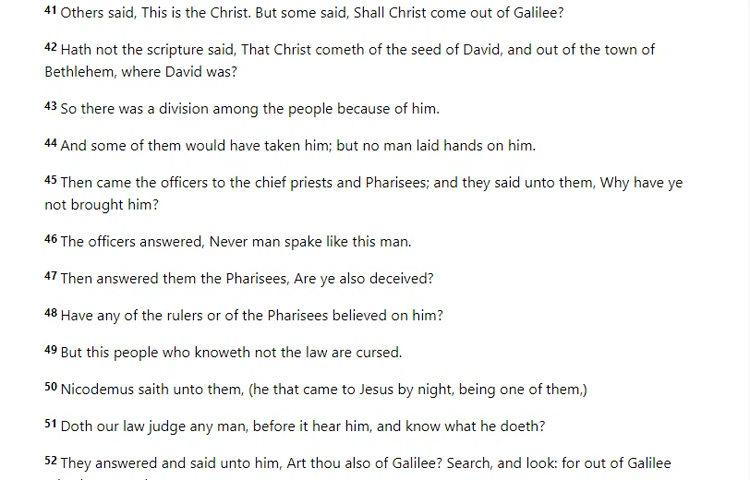 41 Others said, This is the Christ. But some said, Shall Christ come out of Galilee?
42 Hath not the scripture said, That Christ cometh of the seed of David, and out of the town of
Bethlehem, where David was?
43 So there was a division among the people because of him.
44 And some of them would have taken him; but no man laid hands on him.
45 Then came the officers to the chief priests and Pharisees; and they said unto them, Why have ye
not brought him?
46 The officers answered, Never man spake like this man.
47 Then answered them the Pharisees, Are ye also deceived?
48 Have any of the rulers or of the Pharisees believed on him?
49 But this people who knoweth not the law are cursed.
50 Nicodemus saith unto them, (he that came to Jesus by night, being one of them,)
51 Doth our law judge any man, before it hear him, and know what he doeth?
52 They answered and said unto him, Art thou also of Galilee? Search, and look: for out of Galilee